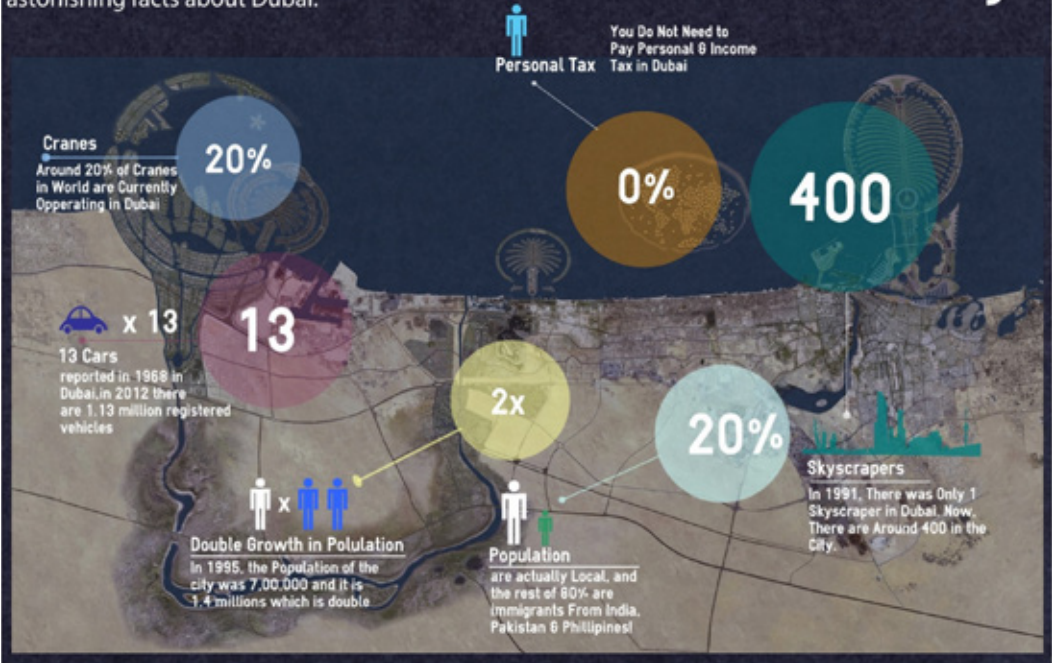 astonishing facts about Dubai.
Personal Tax
You Do Not Need to
Pay Personal & Income
Tax in Dubai
Cranes
Around 20% of Cranes
in World are Currently
Opperating in Dubai
20%
0%
400
x 13
13 Cars
reported in 1968 in
Dubai,in 2012 there
are 1.13 million registered
vehicles
13
2x
20%
x
Double Growth in Polulation
In 1995, the Population of the
city was 7,00,000 and it is
1.4 millions which is double
Population
are actually Local, and
the rest of 80% are
immigrants From India,
Pakistan & Phillipines!
Skyscrapers
In 1991, There was Only 1
Skyscraper in Dubai. Now,
There are Around 400 in the
City.